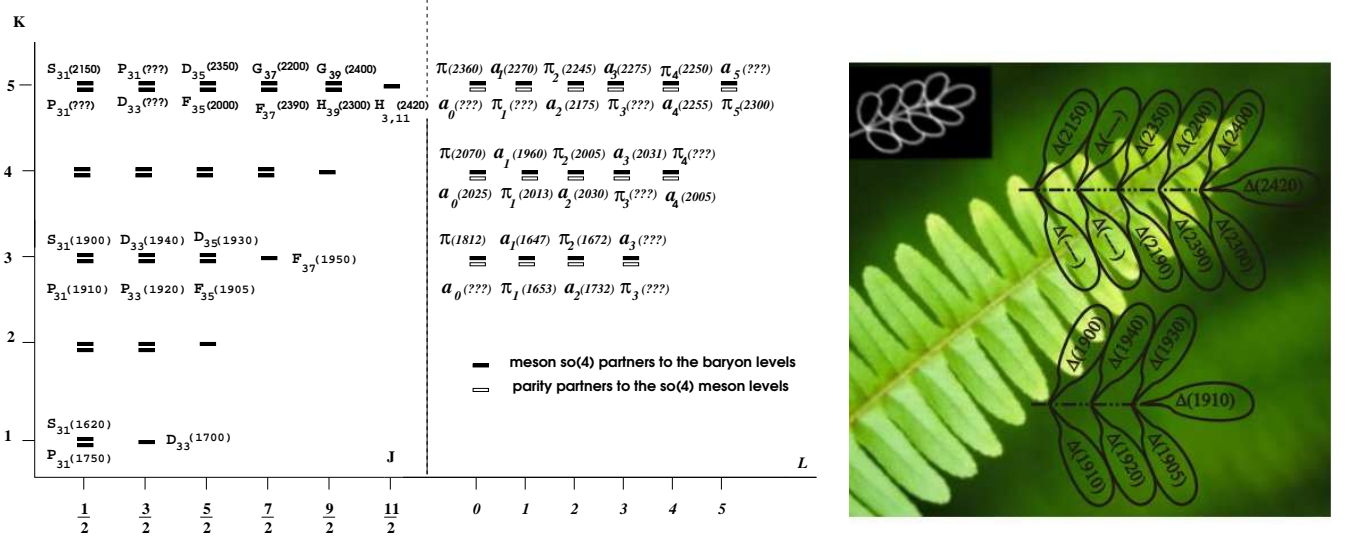 K
5
S31(2150) P31(???) D35(2350) G37(2200) G39(2400)
P31(???) D33(???) F35(2000) F37(2390) H39(2300) H3,11(2420)
π(2360) a1(2270) π2(2245) a3(2275) π4(2250) a5(???)
a0(???) π1(???) a2(2175) π3(???) a4(2255) π5(2300)
4
π(2070) a1(1960) π2(2005) a3(2031) π4(???)
a0(2025) π1(2013) a2(2030) π3(???) a4(2005)
3
S31(1900) D33(1940) D35(1930)
F37(1950)
P31(1910) P33(1920) F35(1905)
π(1812) a1(1647) π2(1672) a3(???)
a0(???) π1(1653) a2(1732) π3(???)
2
meson so(4) partners to the baryon levels
parity partners to the so(4) meson levels
1
S31(1620)
D33(1700)
P31(1750)
J
L
1/2 3/2 5/2 7/2 9/2 11/2
0 1 2 3 4 5
Δ(2150) Δ(---) Δ(2350) Δ(2200) Δ(2400)
Δ(2420)
Δ(---) Δ(---) Δ(2190) Δ(2390) Δ(2300)
Δ(1900) Δ(1940) Δ(1930)
Δ(1910)
Δ(1910) Δ(1920) Δ(1905)